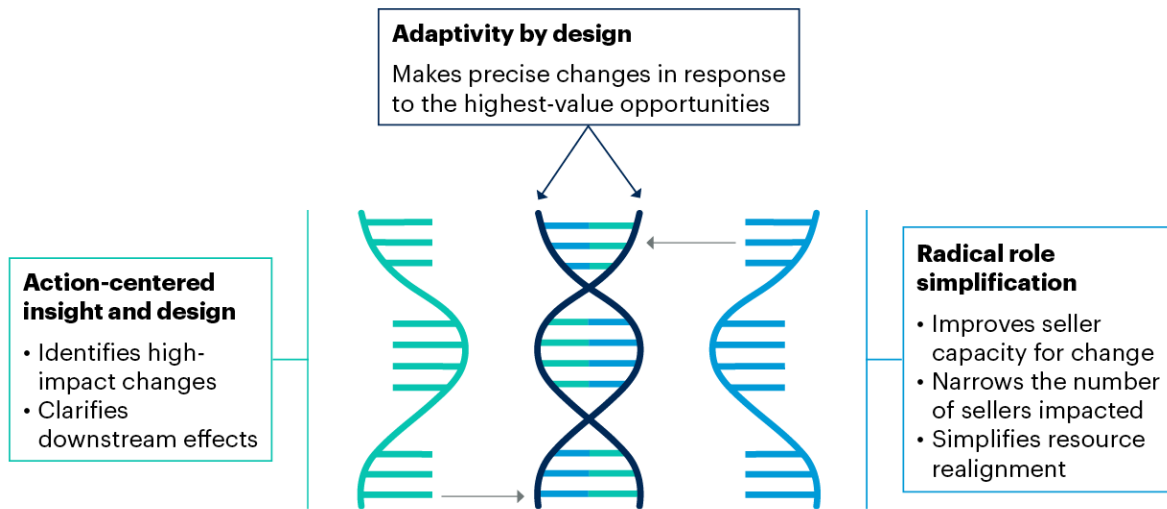 Adaptivity by design
Makes precise changes in response
to the highest-value opportunities
Action-centered
insight and design
• Identifies high-
impact changes
• Clarifies
downstream effects
Radical role
simplification
• Improves seller
capacity for change
• Narrows the number
of sellers impacted
• Simplifies resource
realignment